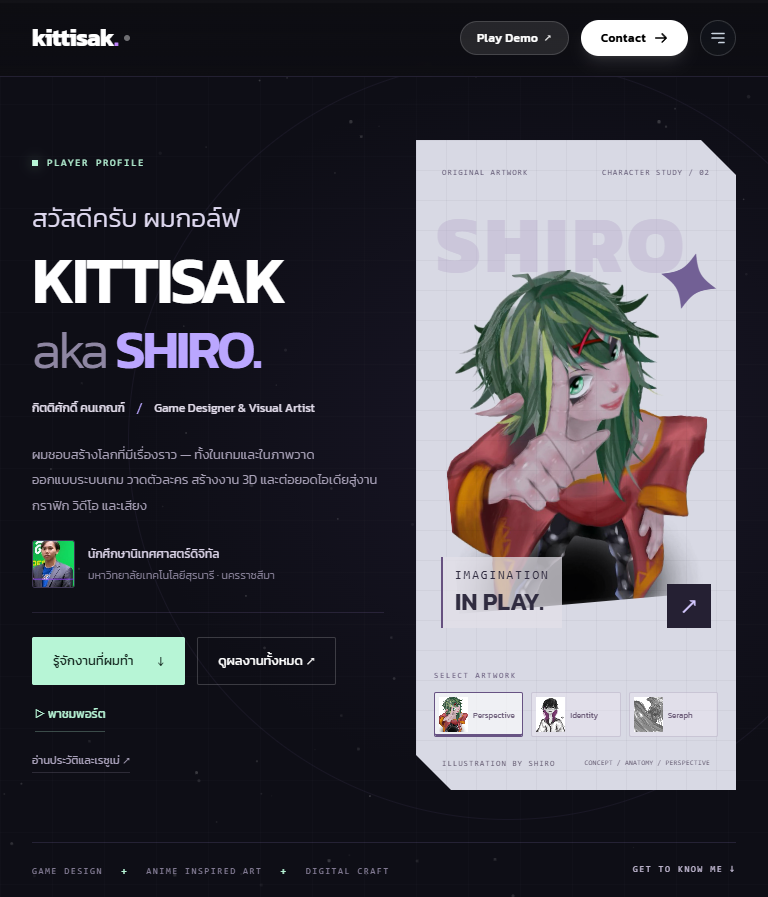 kittisak.
Play Demo ↗
Contact →
PLAYER PROFILE
สวัสดีครับ ผมกอล์ฟ
KITTISAK
aka SHIRO.
กิตติศักดิ์ คนเกณฑ์ / Game Designer & Visual Artist
ผมชอบสร้างโลกที่มีเรื่องราว — ทั้งในเกมและในภาพวาด
ออกแบบระบบเกม วาดตัวละคร สร้างงาน 3D และต่อยอดไอเดียสู่งาน
กราฟิก วิดีโอ และเสียง
นักศึกษานิเทศศาสตร์ดิจิทัล
มหาวิทยาลัยเทคโนโลยีสุรนารี · นครราชสีมา
รู้จักงานที่ผมทำ ↓
ดูผลงานทั้งหมด ↗
▷ พาชมพอร์ต
อ่านประวัติและเรซูเม่ ↗
ORIGINAL ARTWORK
CHARACTER STUDY / 02
SHIRO
IMAGINATION
IN PLAY.
↗
SELECT ARTWORK
Perspective
Identity
Seraph
ILLUSTRATION BY SHIRO
CONCEPT / ANATOMY / PERSPECTIVE
GAME DESIGN + ANIME INSPIRED ART + DIGITAL CRAFT
GET TO KNOW ME ↓